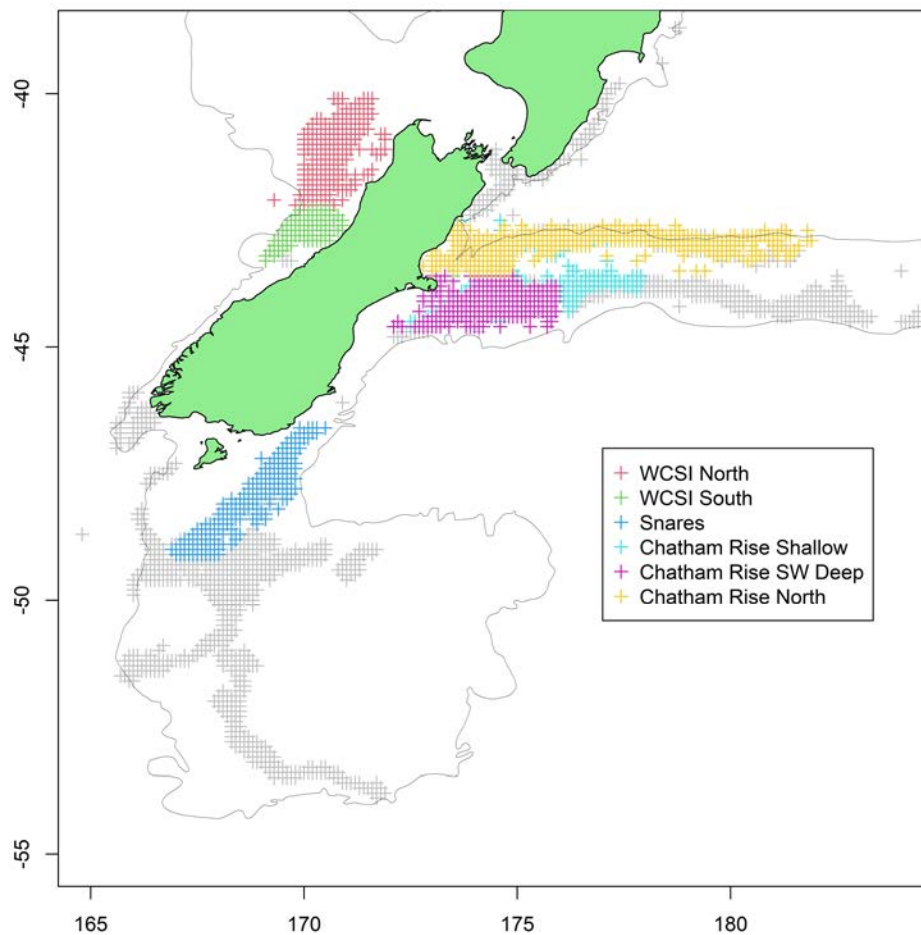 -40
-45
-50
-55
WCSI North
WCSI South
Snares
Chatham Rise Shallow
Chatham Rise SW Deep
Chatham Rise North
165 170 175 180